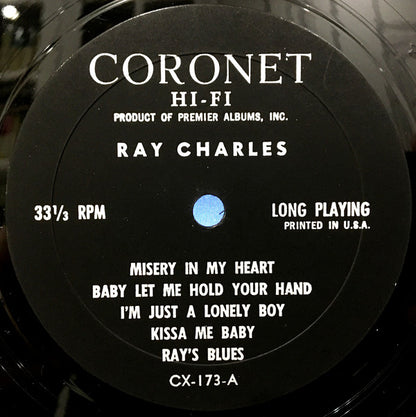 CORONET
HI-FI
PRODUCT OF PREMIER ALBUMS, INC.
RAY CHARLES
33⅓ RPM
LONG PLAYING
PRINTED IN U.S.A.
MISERY IN MY HEART
BABY LET ME HOLD YOUR HAND
I'M JUST A LONELY BOY
KISSA ME BABY
RAY'S BLUES
CX-173-A